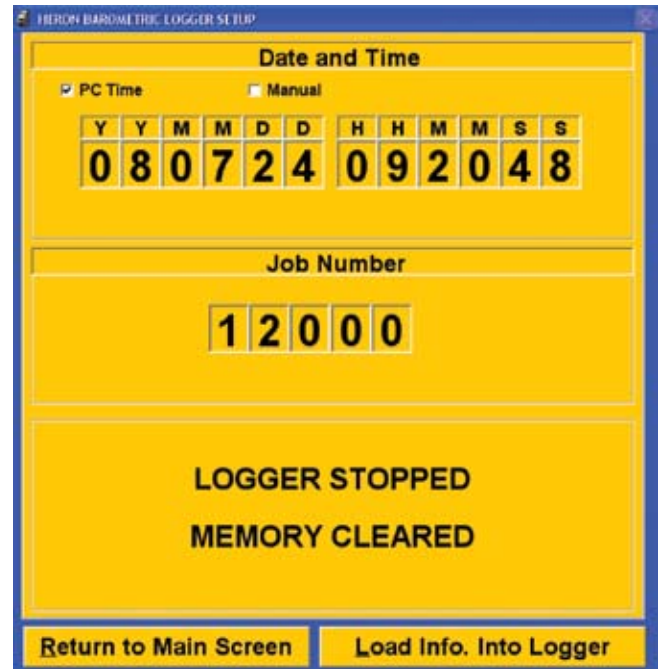 HERON BAROMETRIC LOGGER SETUP
Date and Time
PC Time Manual
Y Y M M D D H H M M S S
0 8 0 7 2 4 0 9 2 0 4 8
Job Number
1 2 0 0 0
LOGGER STOPPED
MEMORY CLEARED
Return to Main Screen Load Info. Into Logger